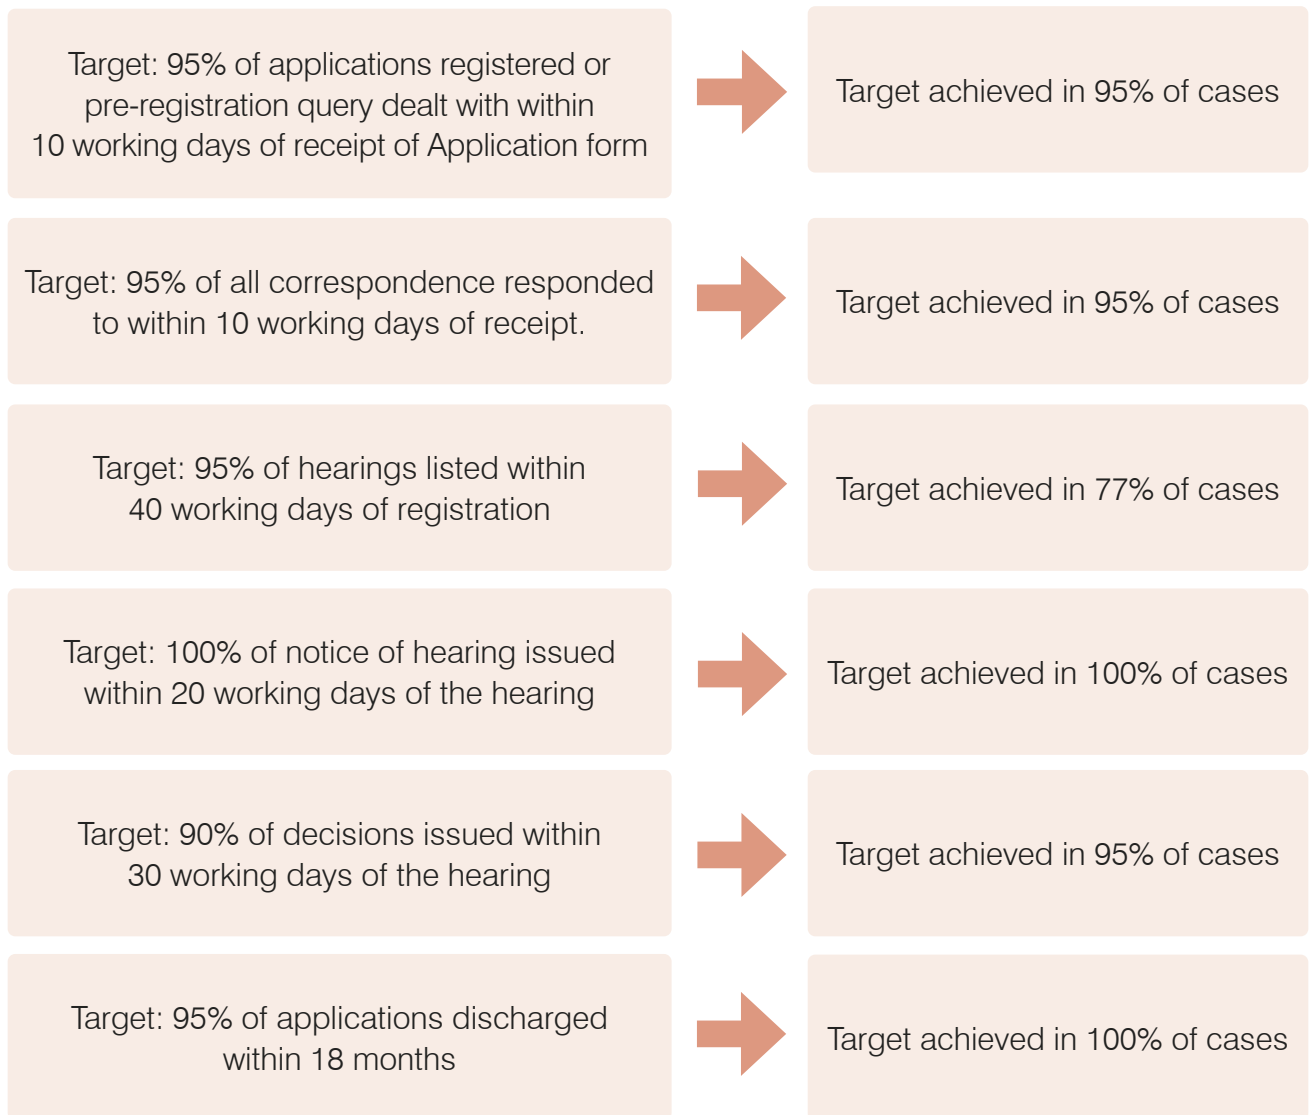 Target: 95% of applications registered or
pre-registration query dealt with within
10 working days of receipt of Application form
Target achieved in 95% of cases
Target: 95% of all correspondence responded
to within 10 working days of receipt.
Target achieved in 95% of cases
Target: 95% of hearings listed within
40 working days of registration
Target achieved in 77% of cases
Target: 100% of notice of hearing issued
within 20 working days of the hearing
Target achieved in 100% of cases
Target: 90% of decisions issued within
30 working days of the hearing
Target achieved in 95% of cases
Target: 95% of applications discharged
within 18 months
Target achieved in 100% of cases